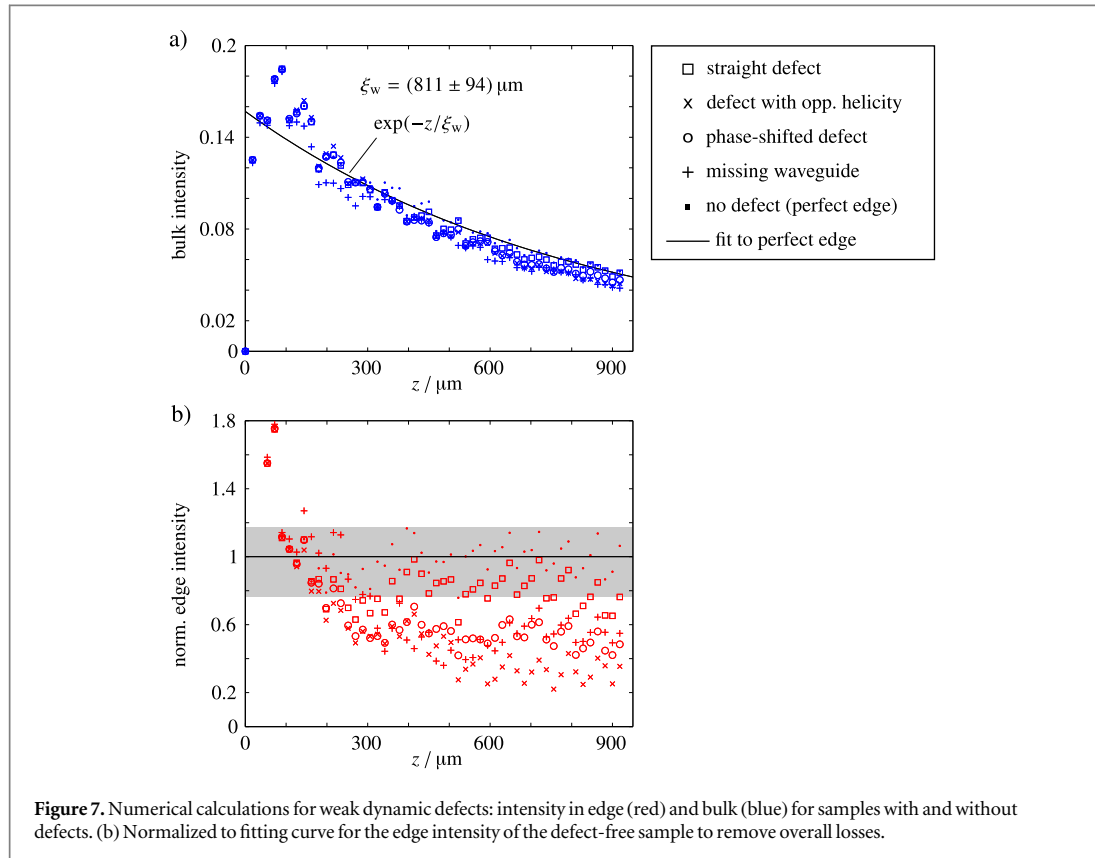 a)
0.2
0.14
0.08
0.02
0
bulk intensity
ξw = (811 ± 94) μm
exp(−z/ξw)
0
300
600
900
z / μm
straight defect
defect with opp. helicity
phase-shifted defect
missing waveguide
no defect (perfect edge)
fit to perfect edge
b)
1.8
1.4
1
0.6
0.2
0
norm. edge intensity
0
300
600
900
z / μm
Figure 7. Numerical calculations for weak dynamic defects: intensity in edge (red) and bulk (blue) for samples with and without
defects. (b) Normalized to fitting curve for the edge intensity of the defect-free sample to remove overall losses.